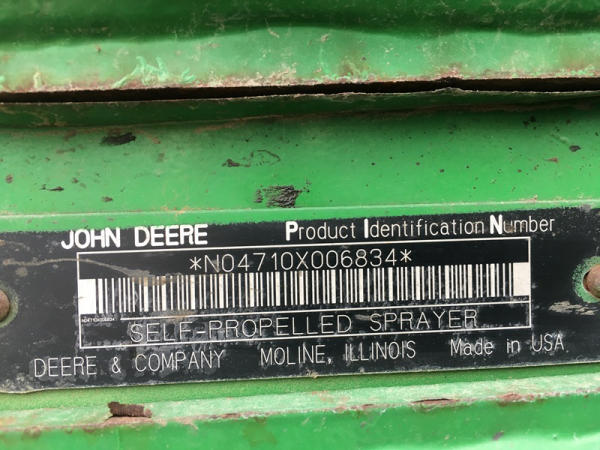 JOHN DEERE Product Identification Number
*N04710X006834*
SELF-PROPELLED SPRAYER
DEERE & COMPANY MOLINE, ILLINOIS Made in USA